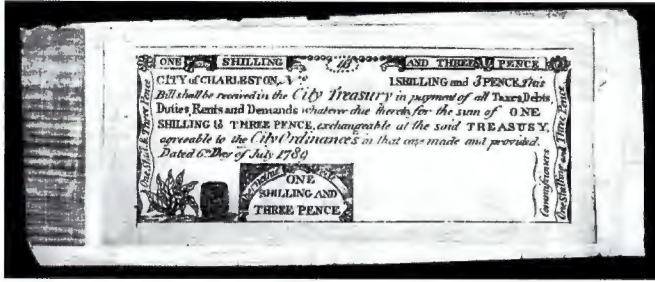 ONE SHILLING AND THREE PENCE
CITY of CHARLESTON, N.o 1 SHILLING and 3 PENCE This
Bill shall be received in the City Treasury in payment of all Taxes, Debts,
Duties, Rents and Demands whatever due thereto, for the sum of ONE
SHILLING & THREE PENCE, exchangeable at the said TREASUSY,
agreeable to the City Ordinances in that case made and provided.
Dated 6th Day of July 1789
ONE
SHILLING AND
THREE PENCE
One Shill. & Three Pence
Commissioners
One Shilling and Three Pence